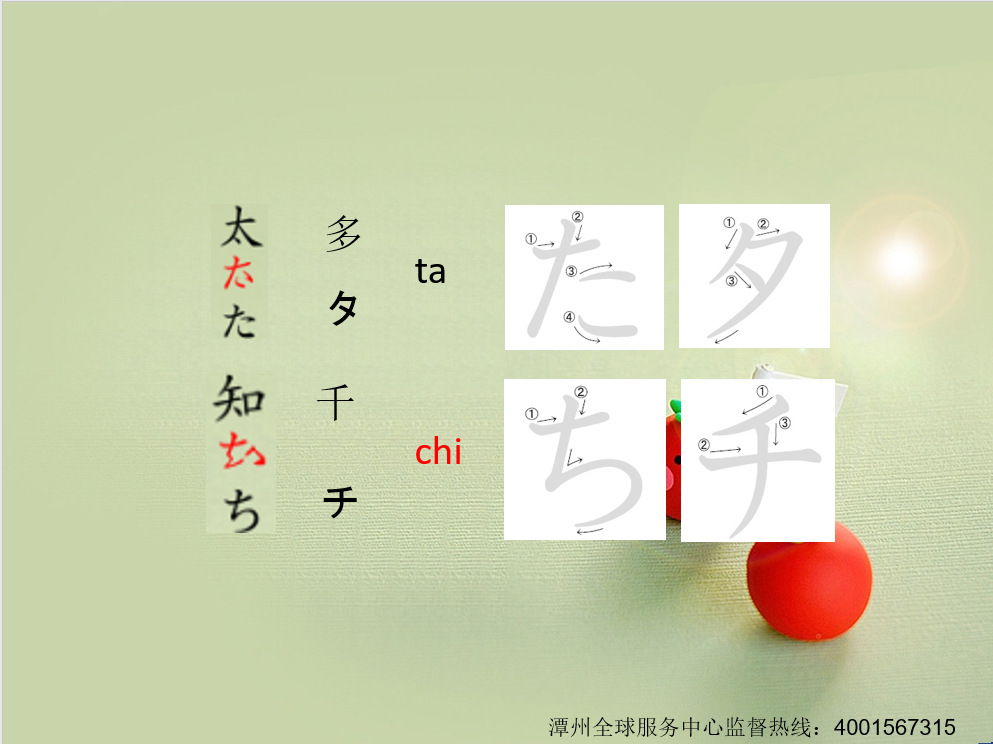 太
た
た
多
タ
ta
① ② ③ ④
た
① ② ③
タ
知
ち
千
チ
chi
① ②
ち
① ② ③
チ
潭州全球服务中心监督热线：4001567315